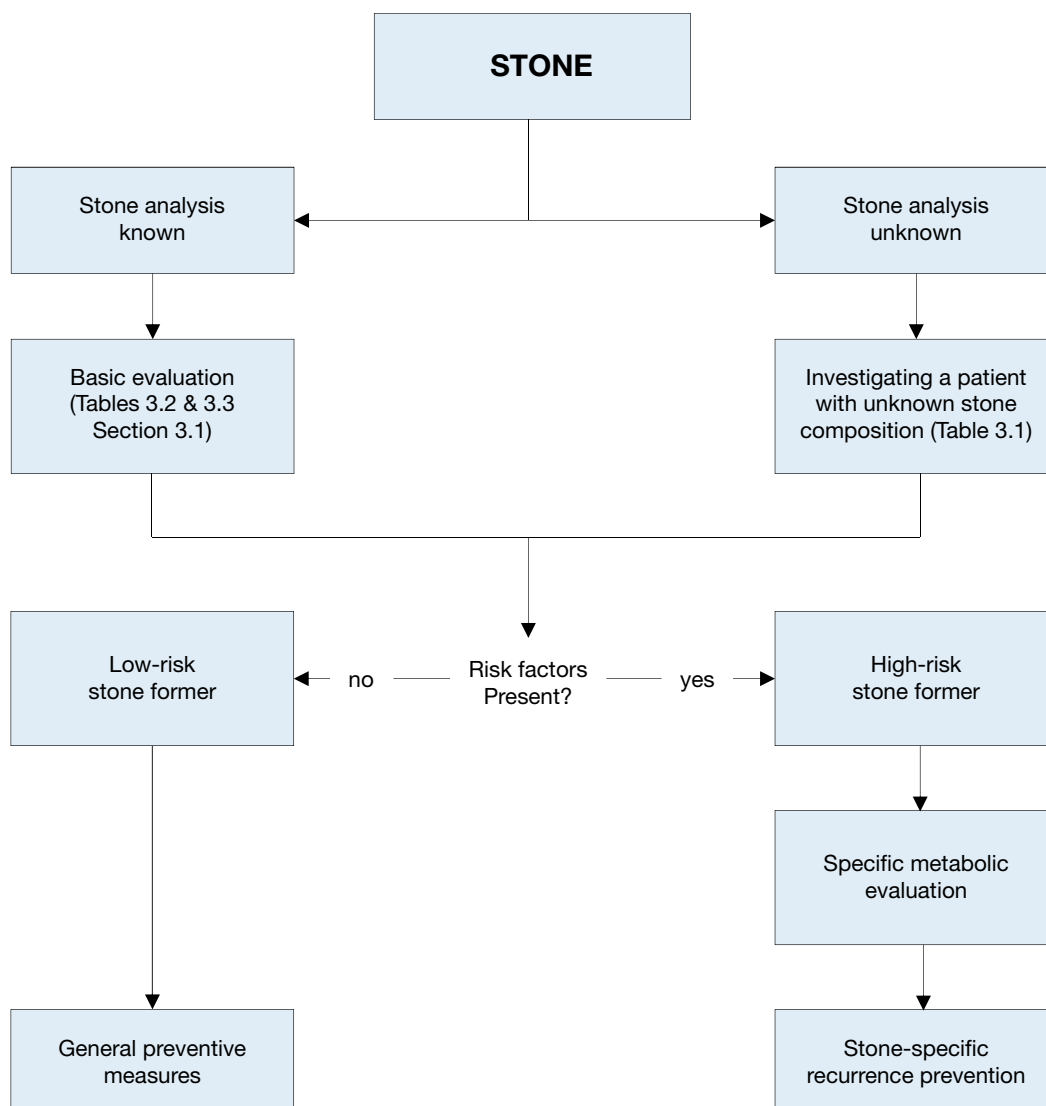 STONE
Stone analysis
known
Stone analysis
unknown
Basic evaluation
(Tables 3.2 & 3.3
Section 3.1)
Investigating a patient
with unknown stone
composition (Table 3.1)
Low-risk
stone former
no
Risk factors
Present?
yes
High-risk
stone former
Specific metabolic
evaluation
General preventive
measures
Stone-specific
recurrence prevention